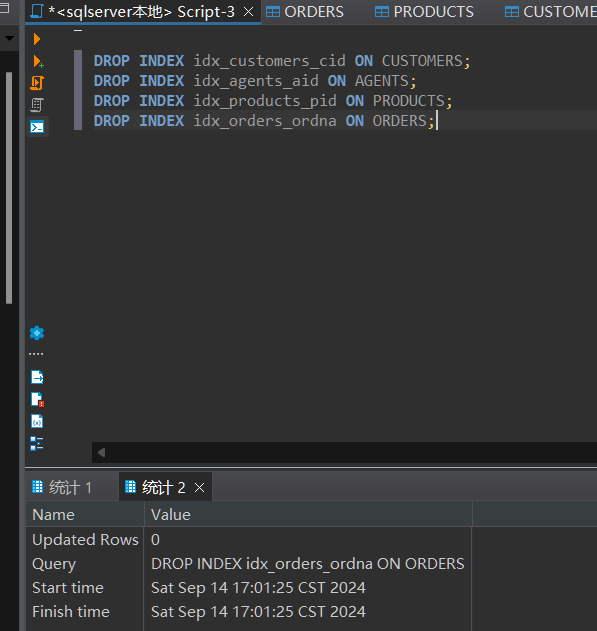 *<sqlserver本地> Script-3 ORDERS PRODUCTS CUSTOME
DROP INDEX idx_customers_cid ON CUSTOMERS;
DROP INDEX idx_agents_aid ON AGENTS;
DROP INDEX idx_products_pid ON PRODUCTS;
DROP INDEX idx_orders_ordna ON ORDERS;
统计 1 统计 2
Name Value
Updated Rows 0
Query DROP INDEX idx_orders_ordna ON ORDERS
Start time Sat Sep 14 17:01:25 CST 2024
Finish time Sat Sep 14 17:01:25 CST 2024